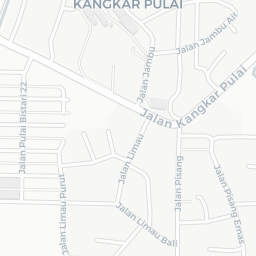 KANGKAR PULAI
Jalan Jambu Air
Jalan Jambu
Jalan Kangkar Pulai
Jalan Pulai Bistari 22
Jalan Limau
Jalan Pisang
Jalan Limau Purut
Jalan Pisang Emas
Jalan Limau Bali